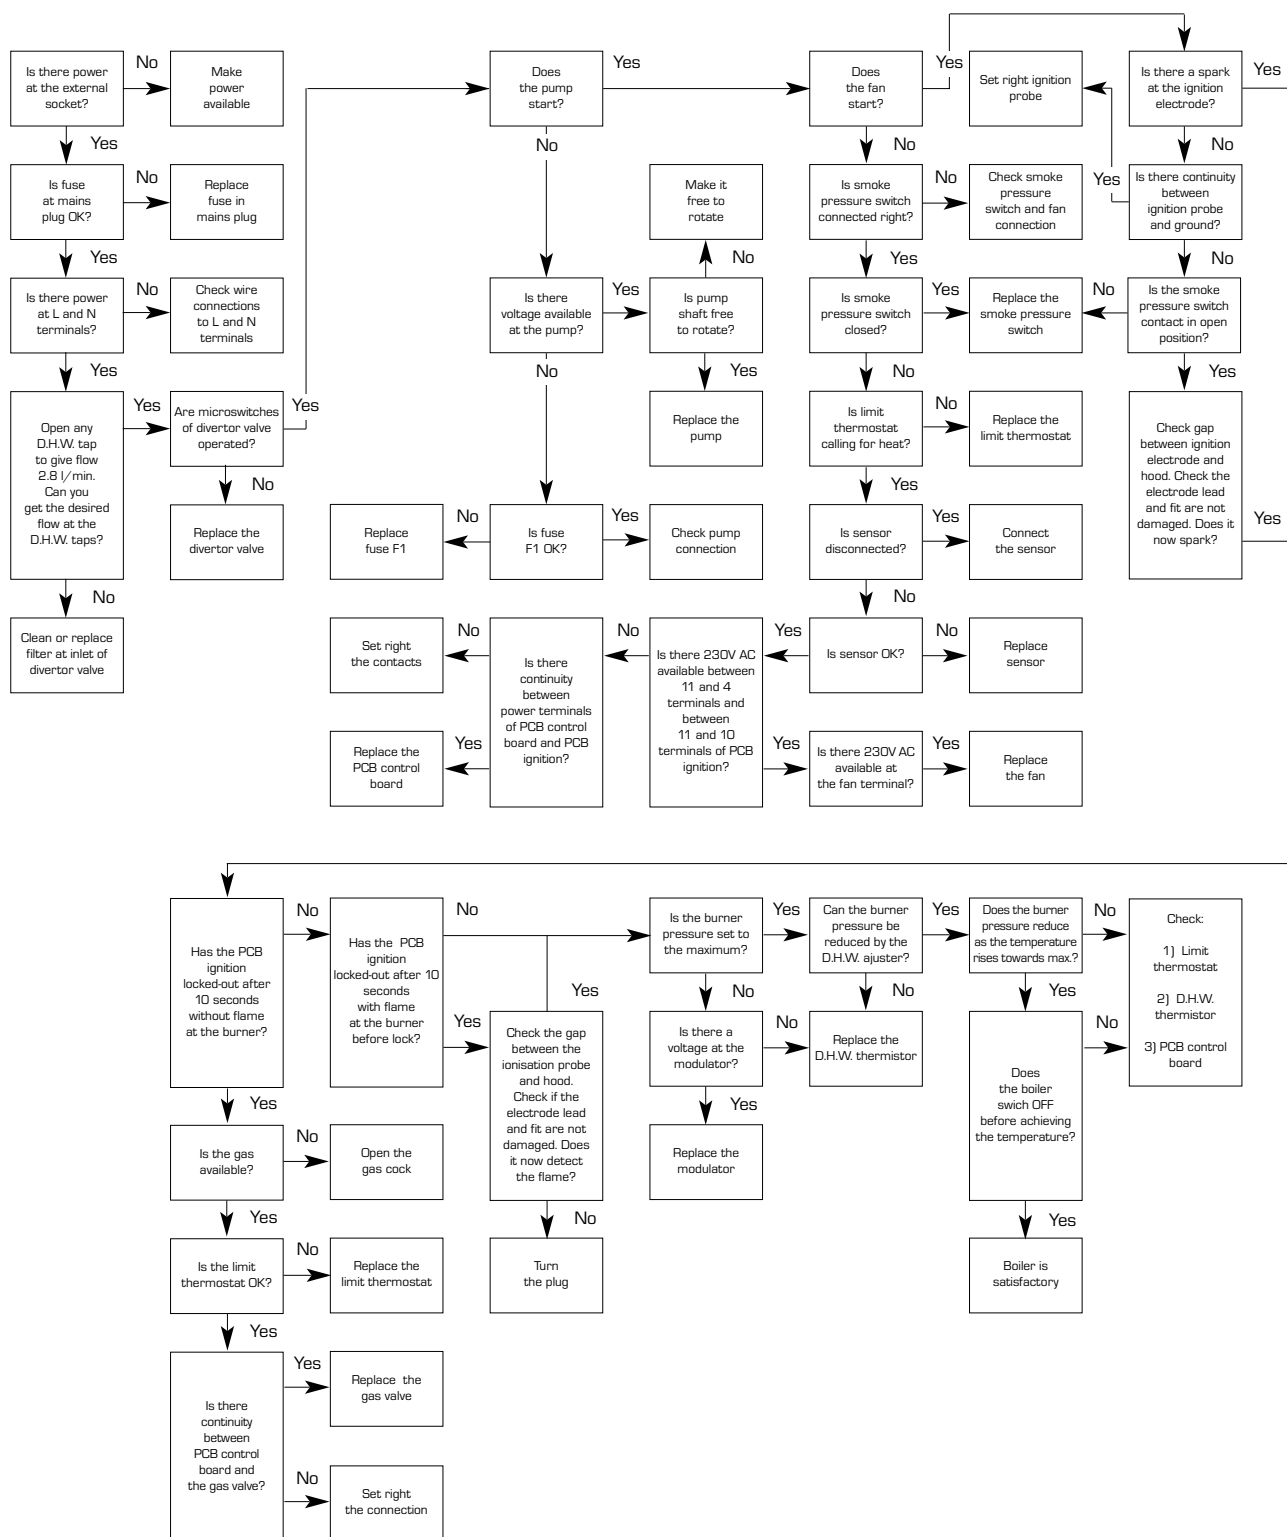 Is there power
at the external
socket?
No
Make
power
available
Yes
Is fuse
at mains
plug OK?
No
Replace
fuse in
mains plug
Yes
Is there power
at L and N
terminals?
No
Check wire
connections
to L and N
terminals
Yes
Open any
D.H.W. tap
to give flow
2.8 l/min.
Can you
get the desired
flow at the
D.H.W. taps?
Yes
Are microswitches
of divertor valve
operated?
Yes
No
Replace the
divertor valve
No
Clean or replace
filter at inlet of
divertor valve
Does
the pump
start?
Yes
No
Is there
voltage available
at the pump?
Yes
Is pump
shaft free
to rotate?
No
Make it
free to
rotate
Yes
Replace the
pump
No
Is fuse
F1 OK?
No
Replace
fuse F1
Yes
Check pump
connection
Does
the fan
start?
Yes
No
Is smoke
pressure switch
connected right?
No
Check smoke
pressure
switch and fan
connection
Yes
Is smoke
pressure switch
closed?
Yes
Replace the
smoke pressure
switch
No
Is limit
thermostat
calling for heat?
No
Replace the
limit thermostat
Yes
Is sensor
disconnected?
Yes
Connect
the sensor
No
Is sensor OK?
No
Replace
sensor
Yes
Is there 230V AC
available between
11 and 4
terminals and
between
11 and 10
terminals of PCB
ignition?
No
Is there
continuity
between
power terminals
of PCB control
board and PCB
ignition?
No
Set right
the contacts
Yes
Replace the
PCB control
board
Yes
Is there 230V AC
available at
the fan terminal?
Yes
Replace
the fan
Set right ignition
probe
Is there a spark
at the ignition
electrode?
Yes
No
Is there continuity
between
ignition probe
and ground?
Yes
No
Is the smoke
pressure switch
contact in open
position?
No
Yes
Check gap
between ignition
electrode and
hood. Check the
electrode lead
and fit are not
damaged. Does it
now spark?
Yes
Has the PCB
ignition
locked-out after
10 seconds
without flame
at the burner?
No
Has the PCB
ignition
locked-out after 10
seconds
with flame
at the burner
before lock?
No
Yes
Check the gap
between the
ionisation probe
and hood.
Check if the
electrode lead
and fit are not
damaged. Does
it now detect
the flame?
Yes
No
Turn
the plug
Yes
Is the gas
available?
No
Open the
gas cock
Yes
Is the limit
thermostat OK?
No
Replace the
limit thermostat
Yes
Is there
continuity
between
PCB control
board and
the gas valve?
Yes
Replace the
gas valve
No
Set right
the connection
Is the burner
pressure set to
the maximum?
Yes
Can the burner
pressure be
reduced by the
D.H.W. ajuster?
Yes
Does the burner
pressure reduce
as the temperature
rises towards max.?
No
Check:
1) Limit
thermostat
2) D.H.W.
thermistor
3) PCB control
board
No
Is there a
voltage at the
modulator?
No
Replace the
D.H.W. thermistor
No
Yes
Replace the
modulator
Yes
Does
the boiler
swich OFF
before achieving
the temperature?
No
Yes
Boiler is
satisfactory